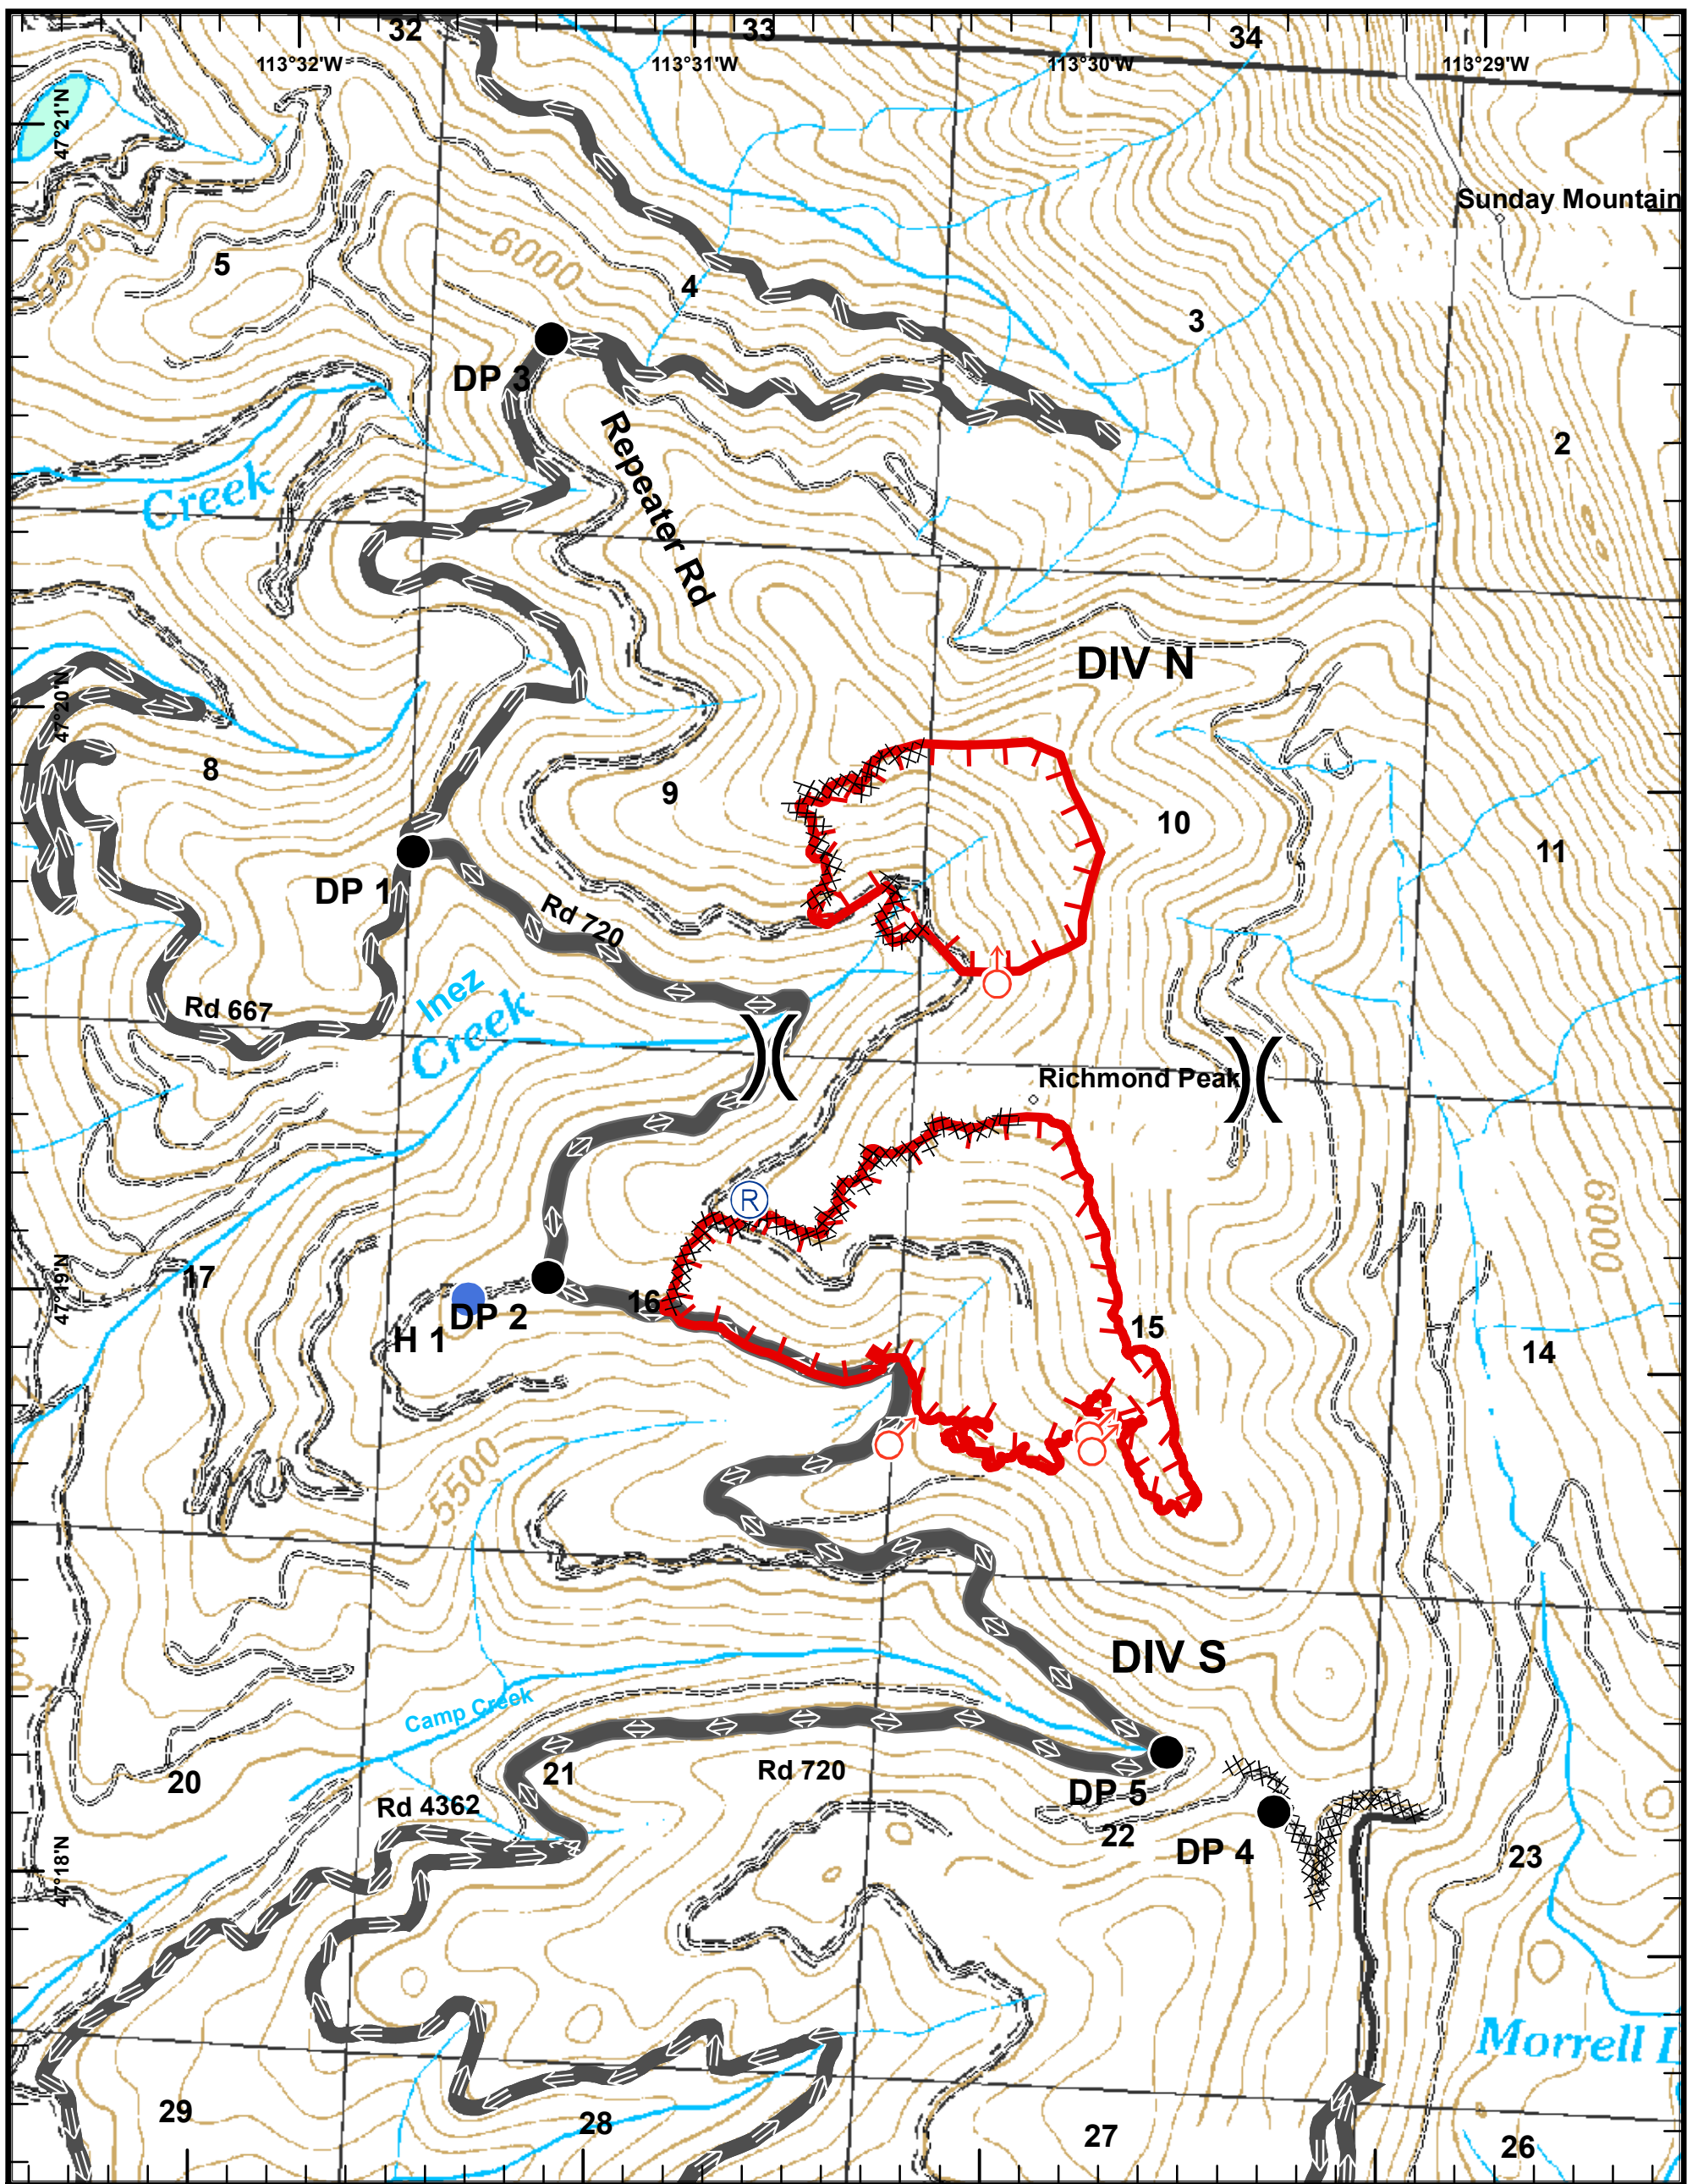 32
33
34
113°32'W
113°31'W
113°30'W
113°29'W
47°21'N
Sunday Mountain
5
5500
6000
4
3
DP 3
2
Creek
Repeater Rd
DIV N
47°20'N
8
9
10
11
DP 1
Rd 720
Inez
Creek
Rd 667
Richmond Peak
)(
)(
R
6000
17
47°19'N
16
DP 2
H 1
15
14
5500
DIV S
Camp Creek
20
21
Rd 720
DP 5
Rd 4362
22
DP 4
23
47°18'N
Morrell L
29
28
27
26